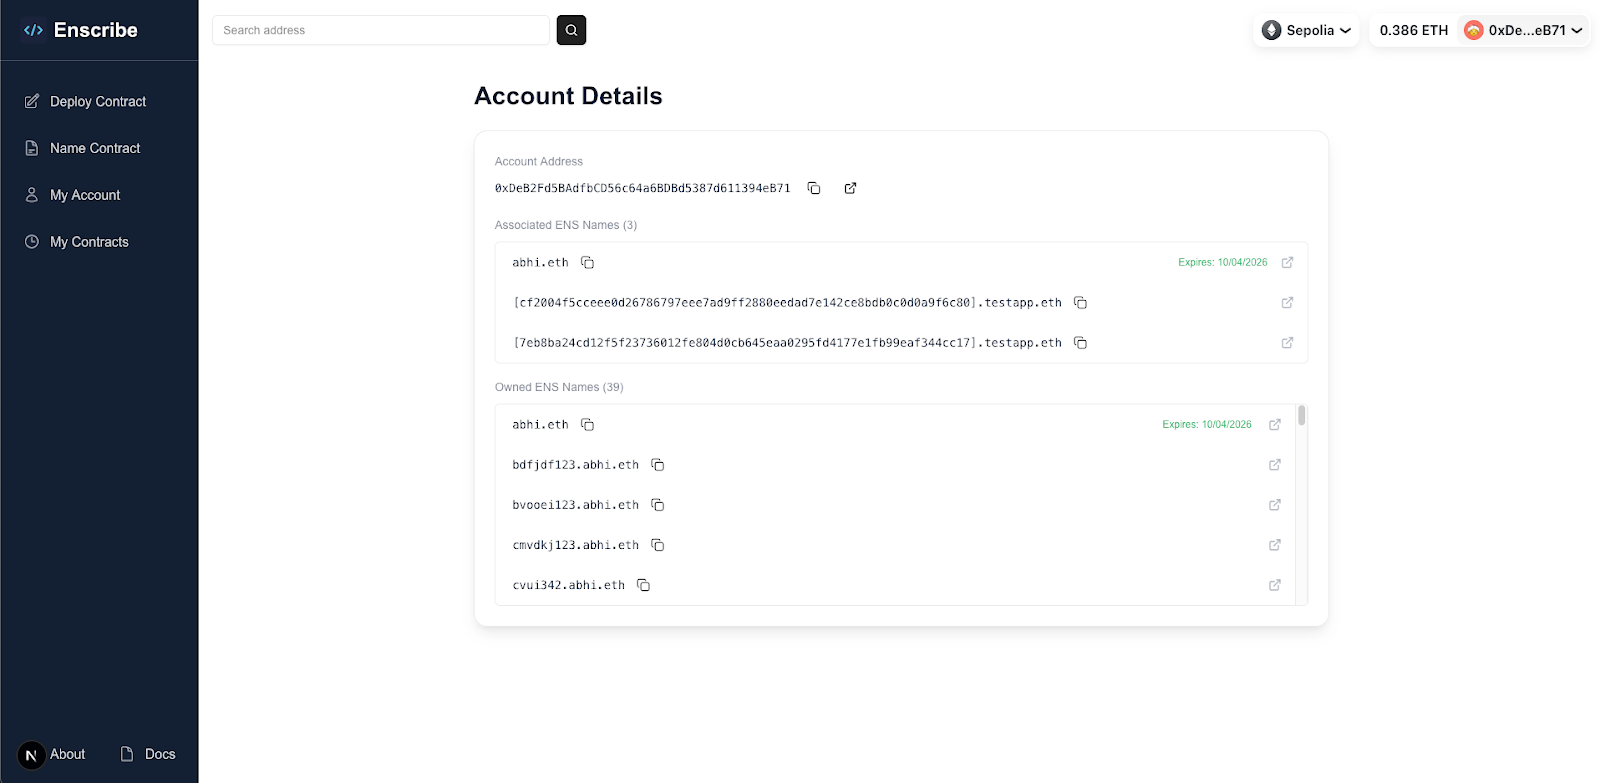 Enscribe
Search address
Sepolia
0.386 ETH
0xDe...eB71
Deploy Contract
Name Contract
My Account
My Contracts
Account Details
Account Address
0xDeB2Fd5BAdfbCD56c64a6BDBd5387d611394eB71
Associated ENS Names (3)
abhi.eth
Expires: 10/04/2026
[cf2004f5cceee0d26786797eee7ad9ff2880eedad7e142ce8bdb0c0d0a9f6c80].testapp.eth
[7eb8ba24cd12f5f23736012fe804d0cb645eaa0295fd4177e1fb99eaf344cc17].testapp.eth
Owned ENS Names (39)
abhi.eth
Expires: 10/04/2026
bdfjdf123.abhi.eth
bvooei123.abhi.eth
cmvdkj123.abhi.eth
cvui342.abhi.eth
N
About
Docs